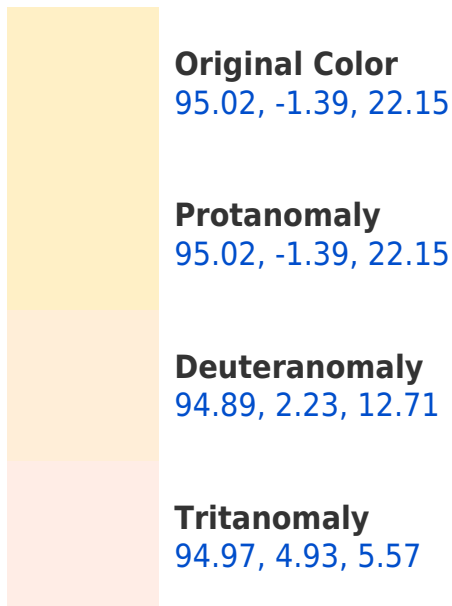 Original Color
95.02, -1.39, 22.15
Protanomaly
95.02, -1.39, 22.15
Deuteranomaly
94.89, 2.23, 12.71
Tritanomaly
94.97, 4.93, 5.57